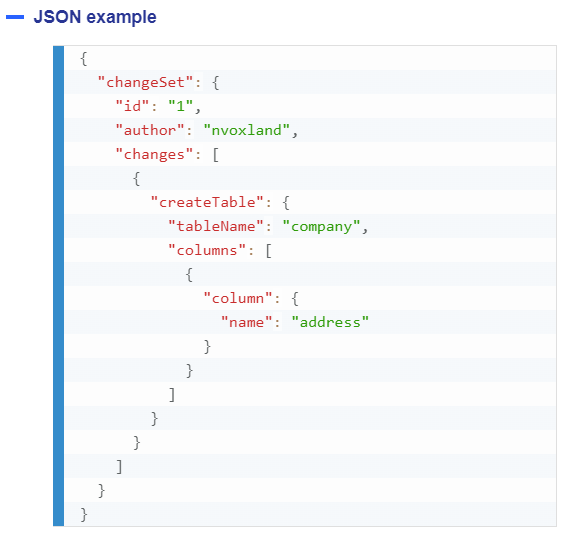 JSON example
{
  "changeSet": {
    "id": "1",
    "author": "nvoxland",
    "changes": [
      {
        "createTable": {
          "tableName": "company",
          "columns": [
            {
              "column": {
                "name": "address"
              }
            }
          ]
        }
      }
    ]
  }
}